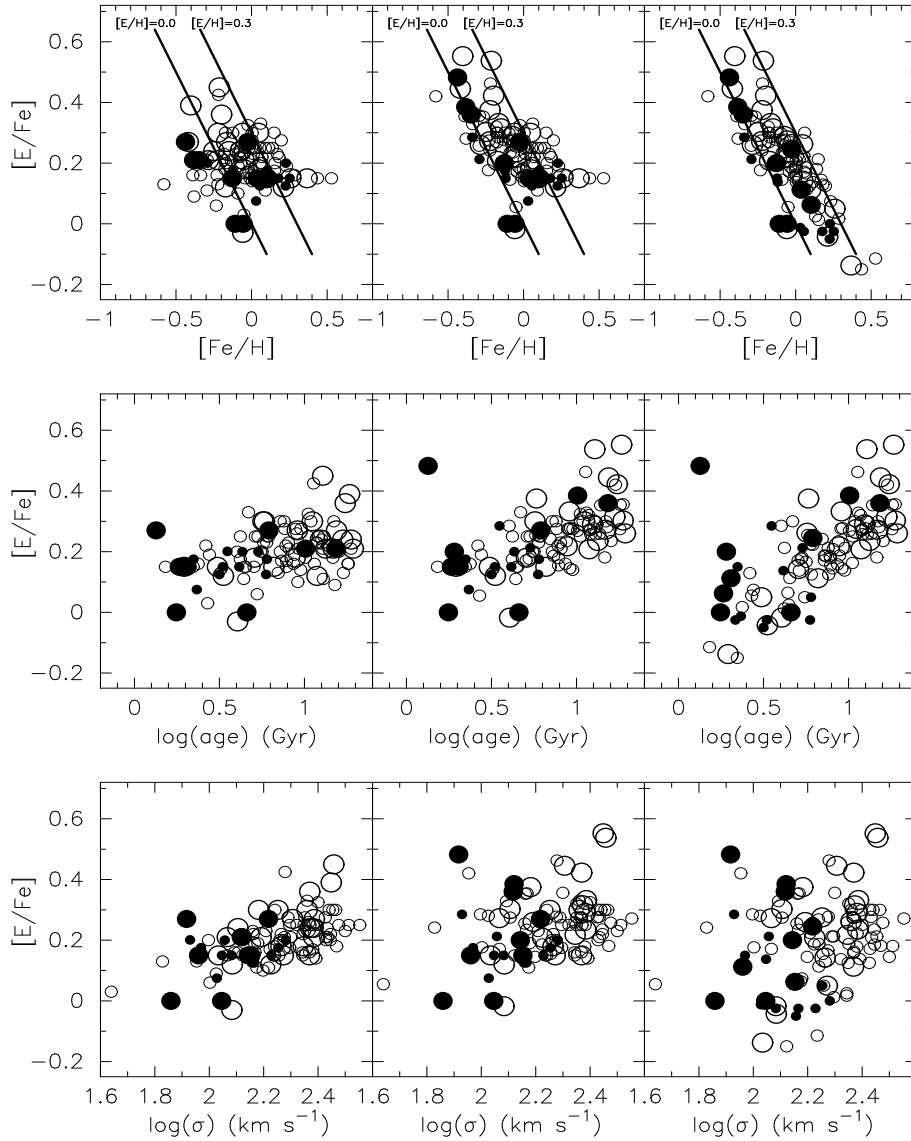 [E/H]=0.0 [E/H]=0.3 [E/H]=0.0 [E/H]=0.3 [E/H]=0.0 [E/H]=0.3
0.6
0.4
0.2
0
−0.2
[E/Fe]
−1 −0.5 0 0.5 −1 −0.5 0 0.5 −1 −0.5 0 0.5
[Fe/H] [Fe/H] [Fe/H]
0.6
0.4
0.2
0
−0.2
[E/Fe]
0 0.5 1 0 0.5 1 0 0.5 1
log(age) (Gyr) log(age) (Gyr) log(age) (Gyr)
0.6
0.4
0.2
0
−0.2
[E/Fe]
1.6 1.8 2 2.2 2.4 1.6 1.8 2 2.2 2.4 1.6 1.8 2 2.2 2.4 2.6
log(σ) (km s⁻¹) log(σ) (km s⁻¹) log(σ) (km s⁻¹)